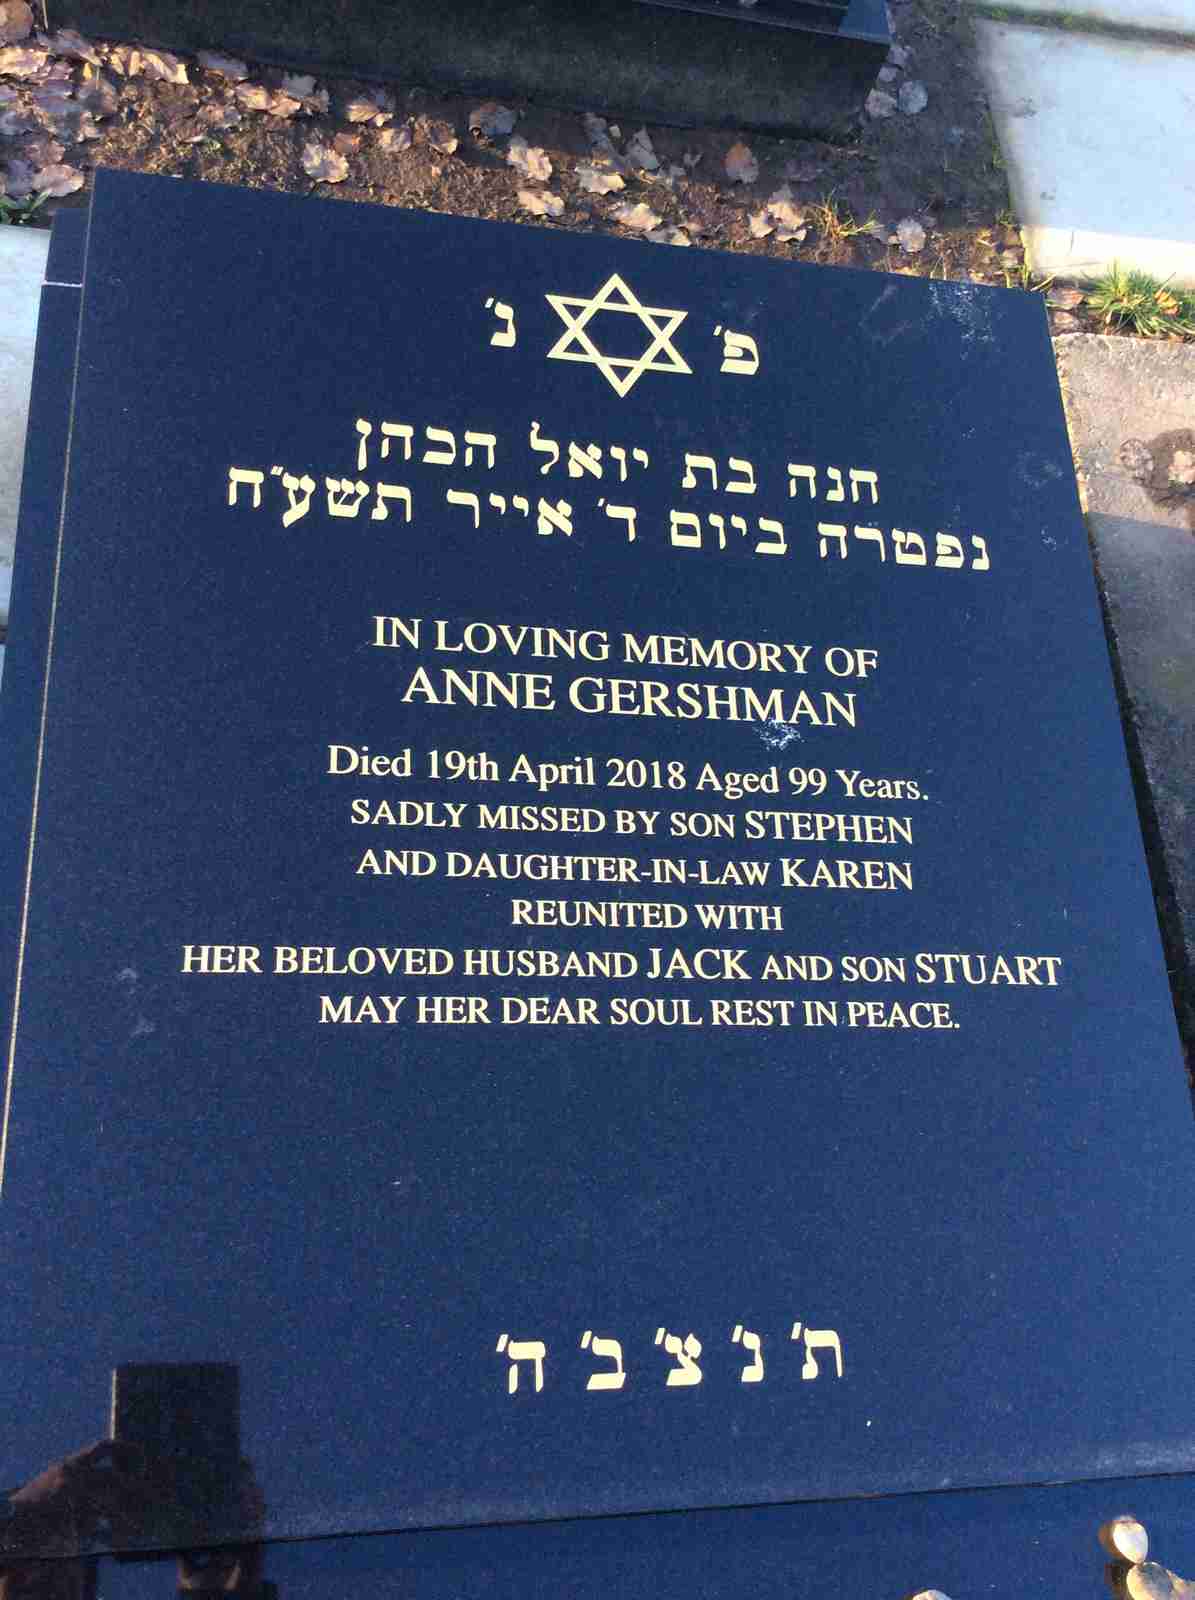 פ' נ'
חנה בת יואל הכהן
נפטרה ביום ד' אייר תשע"ח
IN LOVING MEMORY OF
ANNE GERSHMAN
Died 19th April 2018 Aged 99 Years.
SADLY MISSED BY SON STEPHEN
AND DAUGHTER-IN-LAW KAREN
REUNITED WITH
HER BELOVED HUSBAND JACK AND SON STUART
MAY HER DEAR SOUL REST IN PEACE.
ת' נ' צ' ב' ה'